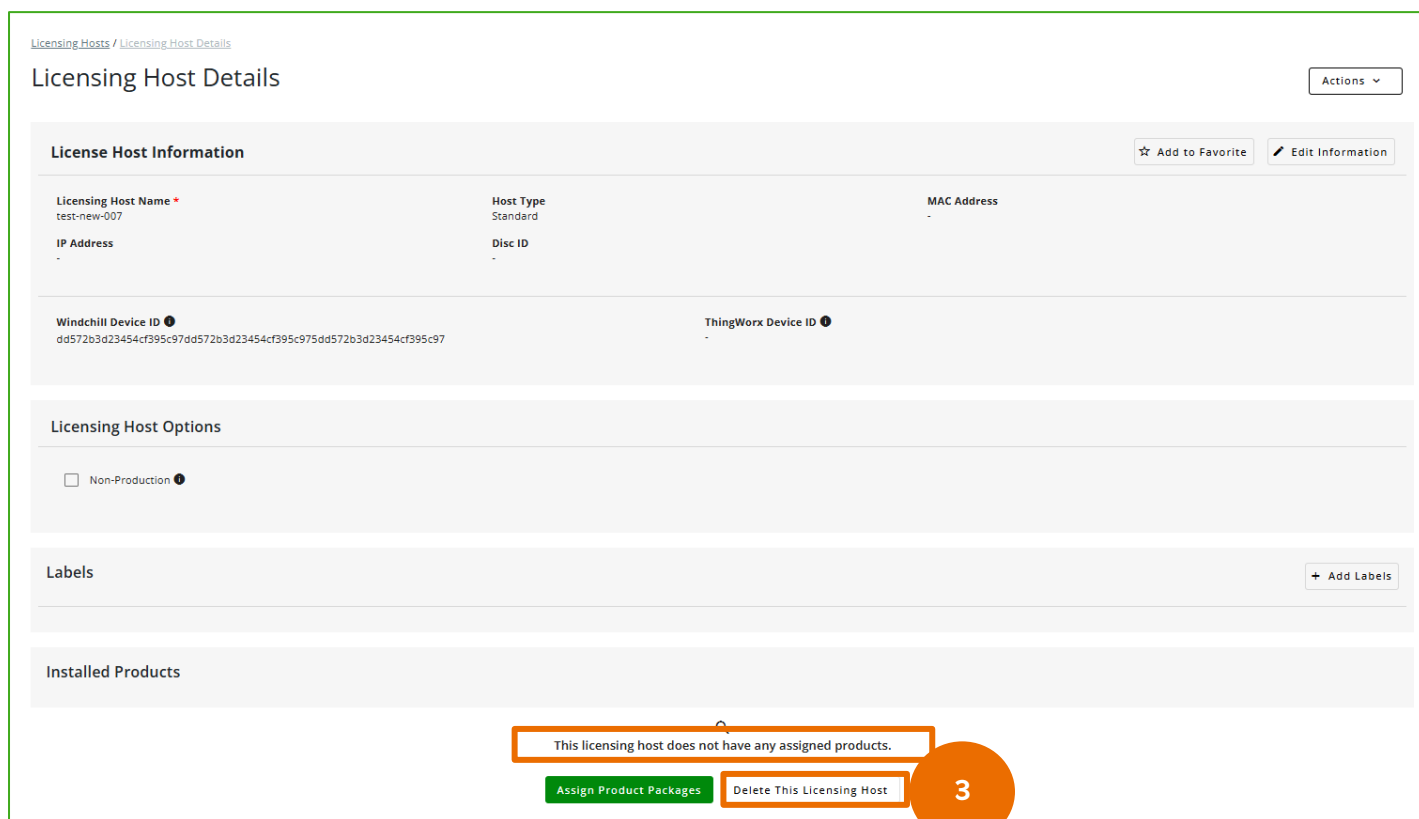 Licensing Hosts / Licensing Host Details
Licensing Host Details
Actions
License Host Information
Add to Favorite
Edit Information
Licensing Host Name *
test-new-007
Host Type
Standard
MAC Address
-
IP Address
-
Disc ID
-
Windchill Device ID
dd572b3d23454cf395c97dd572b3d23454cf395c975dd572b3d23454cf395c97
ThingWorx Device ID
-
Licensing Host Options
Non-Production
Labels
+ Add Labels
Installed Products
This licensing host does not have any assigned products.
Assign Product Packages
Delete This Licensing Host
3